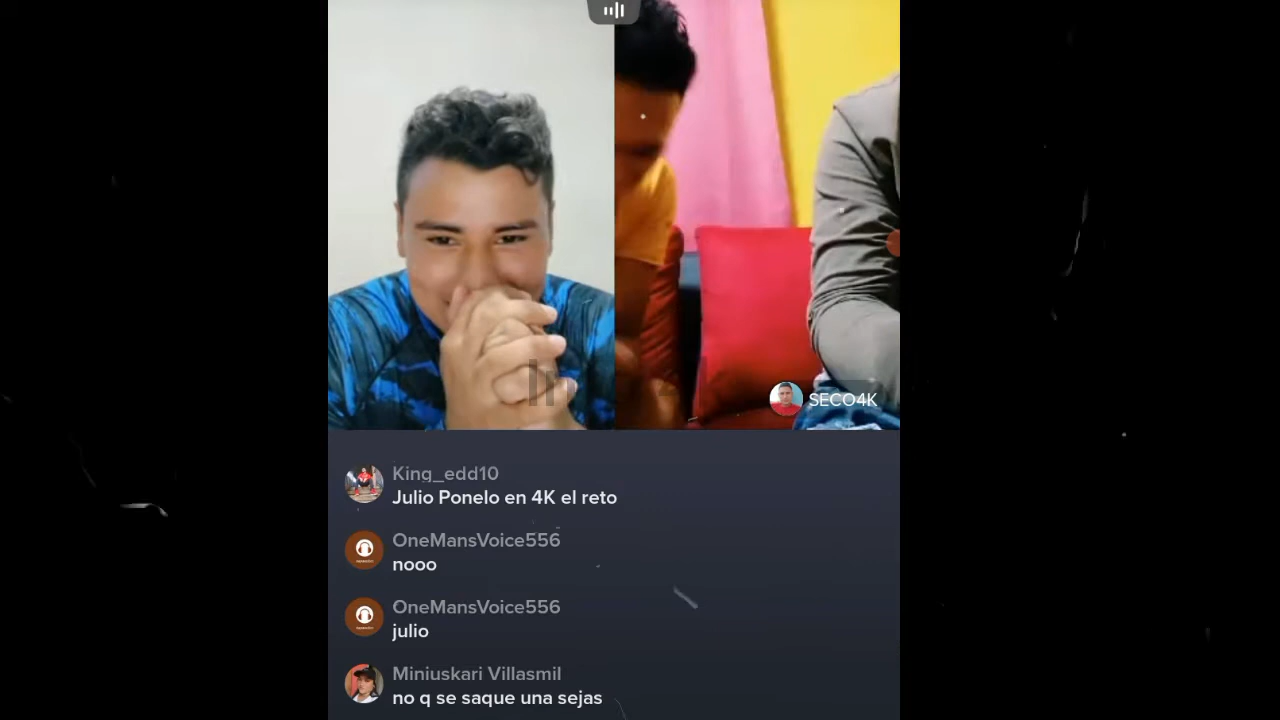 SECO4K
King_edd10
Julio Ponelo en 4K el reto
OneMansVoice556
nooo
OneMansVoice556
julio
Miniuskari Villasmil
no q se saque una sejas